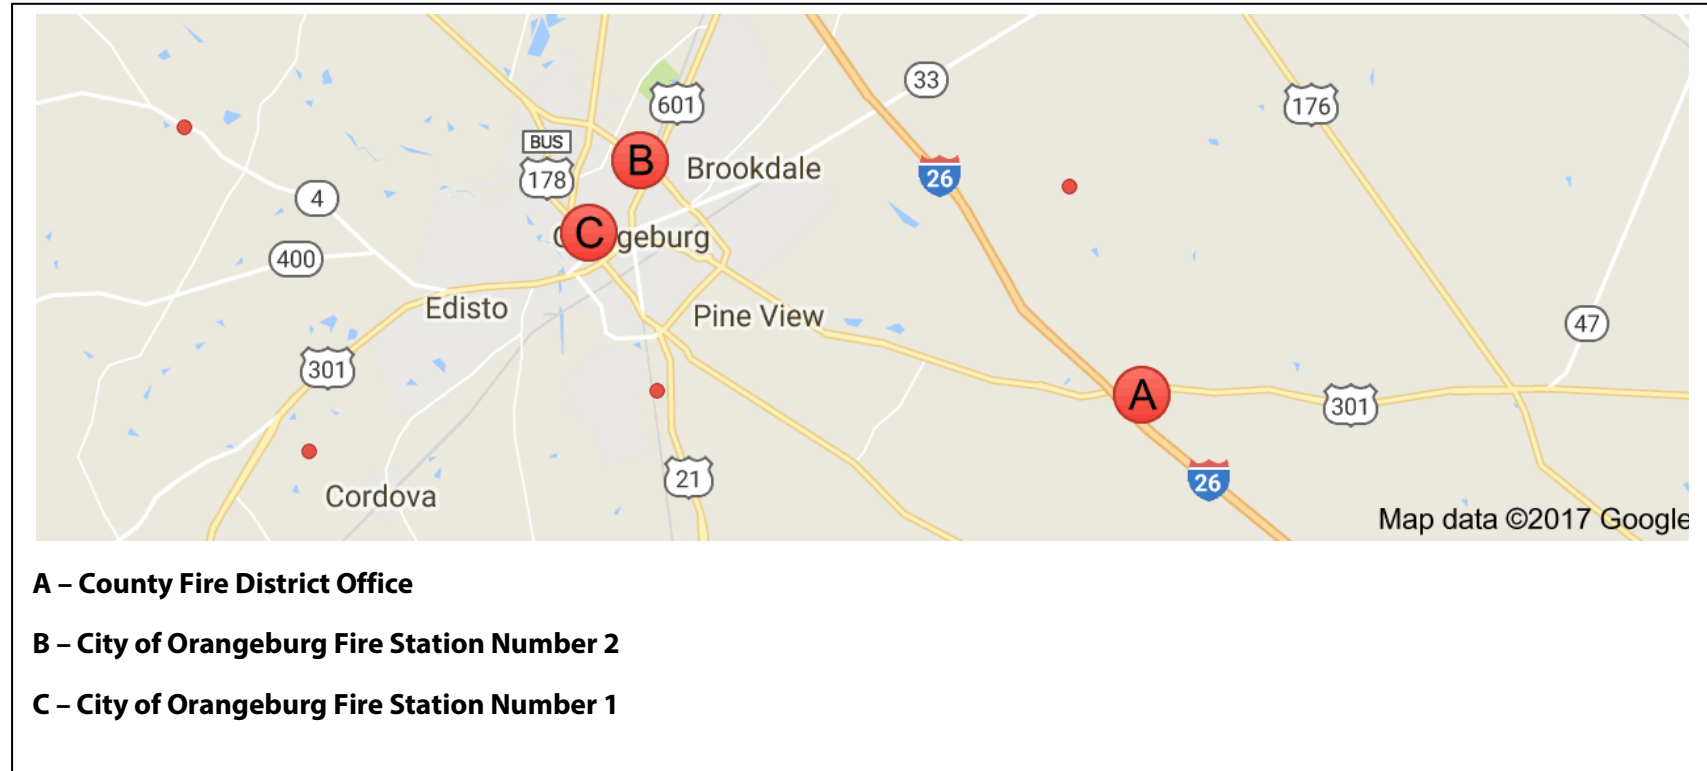 33
601
176
BUS
B
Brookdale
178
26
4
C
geburg
400
Edisto
Pine View
47
301
A
301
21
26
Cordova
Map data ©2017 Google
A – County Fire District Office
B – City of Orangeburg Fire Station Number 2
C – City of Orangeburg Fire Station Number 1